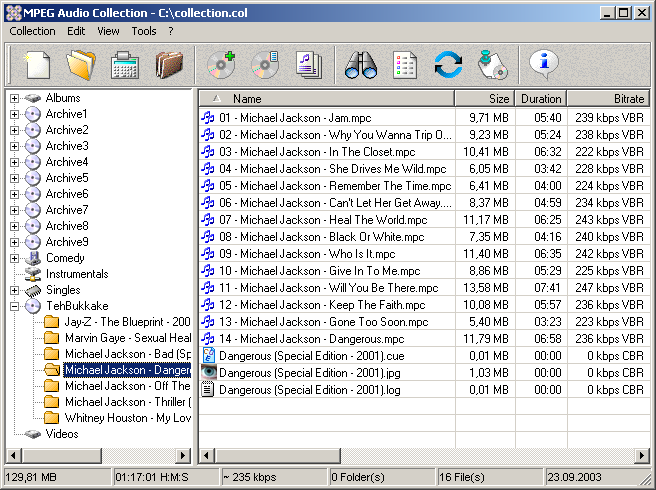 MPEG Audio Collection - C:\collection.col
Collection Edit View Tools ?
Albums
Archive1
Archive2
Archive3
Archive4
Archive5
Archive6
Archive7
Archive8
Archive9
Comedy
Instrumentals
Singles
TehBukkake
Jay-Z - The Blueprint - 200
Marvin Gaye - Sexual Heal
Michael Jackson - Bad (Sp
Michael Jackson - Danger
Michael Jackson - Off The
Michael Jackson - Thriller (
Whitney Houston - My Lov
Videos
Name Size Duration Bitrate
01 - Michael Jackson - Jam.mpc 9,71 MB 05:40 239 kbps VBR
02 - Michael Jackson - Why You Wanna Trip O... 9,23 MB 05:24 238 kbps VBR
03 - Michael Jackson - In The Closet.mpc 10,41 MB 06:32 222 kbps VBR
04 - Michael Jackson - She Drives Me Wild.mpc 6,05 MB 03:42 228 kbps VBR
05 - Michael Jackson - Remember The Time.mpc 6,41 MB 04:00 224 kbps VBR
06 - Michael Jackson - Can't Let Her Get Away.... 8,37 MB 04:59 234 kbps VBR
07 - Michael Jackson - Heal The World.mpc 11,17 MB 06:25 243 kbps VBR
08 - Michael Jackson - Black Or White.mpc 7,35 MB 04:16 240 kbps VBR
09 - Michael Jackson - Who Is It.mpc 11,40 MB 06:35 242 kbps VBR
10 - Michael Jackson - Give In To Me.mpc 8,86 MB 05:29 225 kbps VBR
11 - Michael Jackson - Will You Be There.mpc 13,58 MB 07:41 247 kbps VBR
12 - Michael Jackson - Keep The Faith.mpc 10,08 MB 05:57 236 kbps VBR
13 - Michael Jackson - Gone Too Soon.mpc 5,40 MB 03:23 223 kbps VBR
14 - Michael Jackson - Dangerous.mpc 11,79 MB 06:58 236 kbps VBR
Dangerous (Special Edition - 2001).cue 0,01 MB 00:00 0 kbps CBR
Dangerous (Special Edition - 2001).jpg 1,03 MB 00:00 0 kbps CBR
Dangerous (Special Edition - 2001).log 0,01 MB 00:00 0 kbps CBR
129,81 MB 01:17:01 H:M:S ~ 235 kbps 0 Folder(s) 16 File(s) 23.09.2003